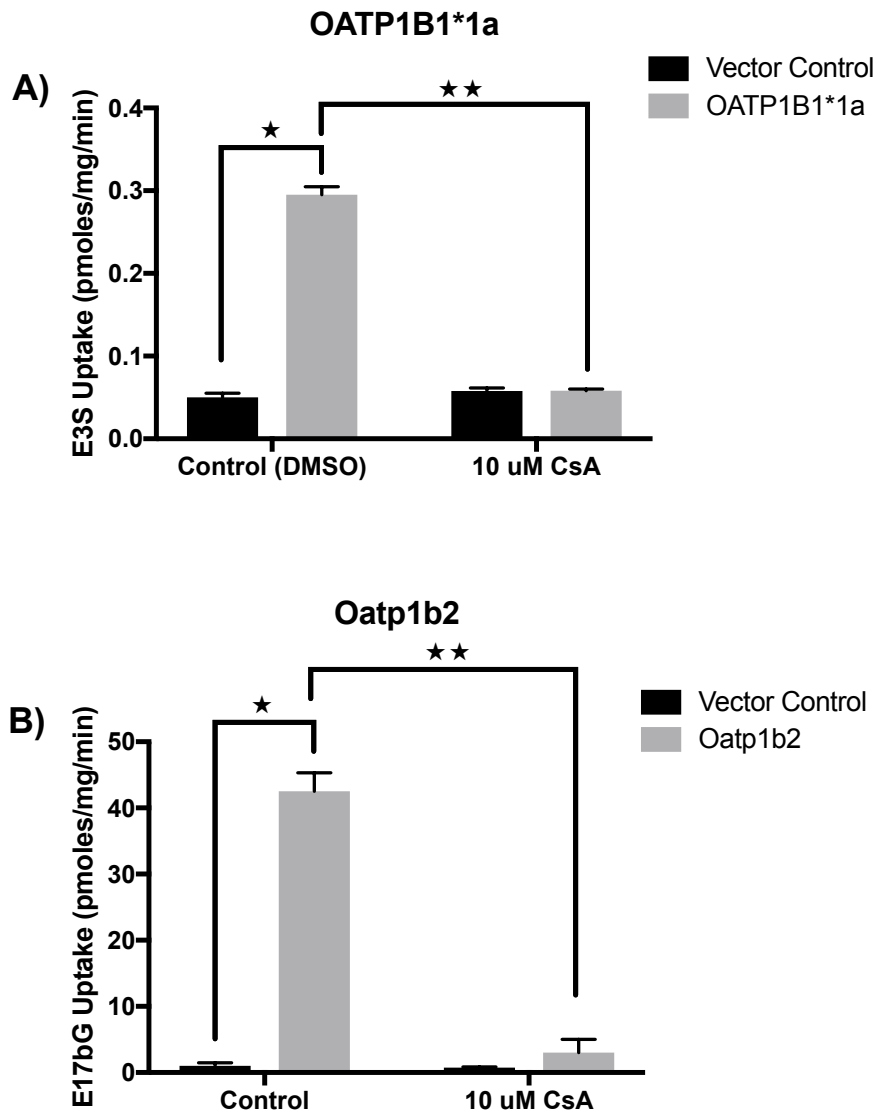 OATP1B1*1a
A)
Vector Control
OATP1B1*1a
★
★★
E3S Uptake (pmoles/mg/min)
0.4
0.3
0.2
0.1
0.0
Control (DMSO)
10 uM CsA
Oatp1b2
B)
Vector Control
Oatp1b2
★
★★
E17bG Uptake (pmoles/mg/min)
50
40
30
20
10
0
Control
10 uM CsA